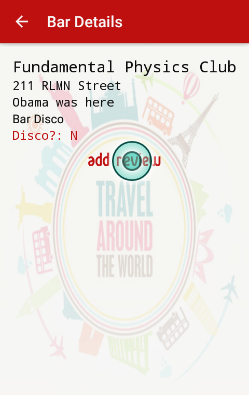 Bar Details
Fundamental Physics Club
211 RLMN Street
Obama was here
Bar Disco
Disco?: N
add review
TRAVEL
AROUND
THE WORLD